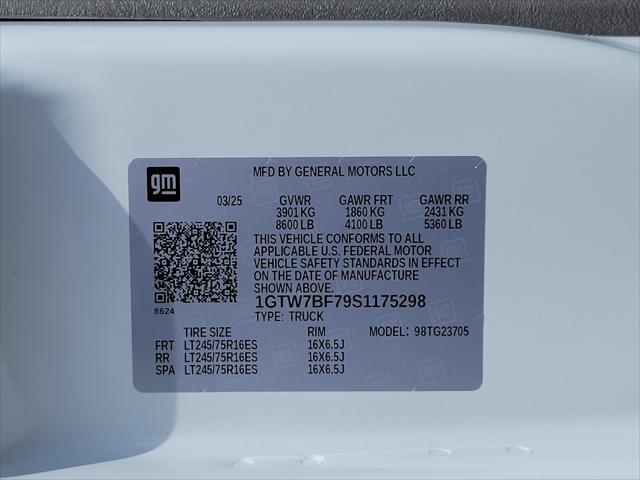 gm
MFD BY GENERAL MOTORS LLC
03/25 GVWR GAWR FRT GAWR RR
3901 KG 1860 KG 2431 KG
8600 LB 4100 LB 5360 LB
THIS VEHICLE CONFORMS TO ALL
APPLICABLE U.S. FEDERAL MOTOR
VEHICLE SAFETY STANDARDS IN EFFECT
ON THE DATE OF MANUFACTURE
SHOWN ABOVE.
1GTW7BF79S1175298
8624
TYPE: TRUCK
TIRE SIZE RIM MODEL: 98TG23705
FRT LT245/75R16ES 16X6.5J
RR LT245/75R16ES 16X6.5J
SPA LT245/75R16ES 16X6.5J